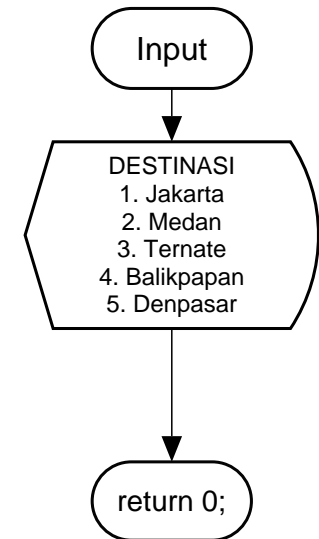 Input
DESTINASI
1. Jakarta
2. Medan
3. Ternate
4. Balikpapan
5. Denpasar
return 0;